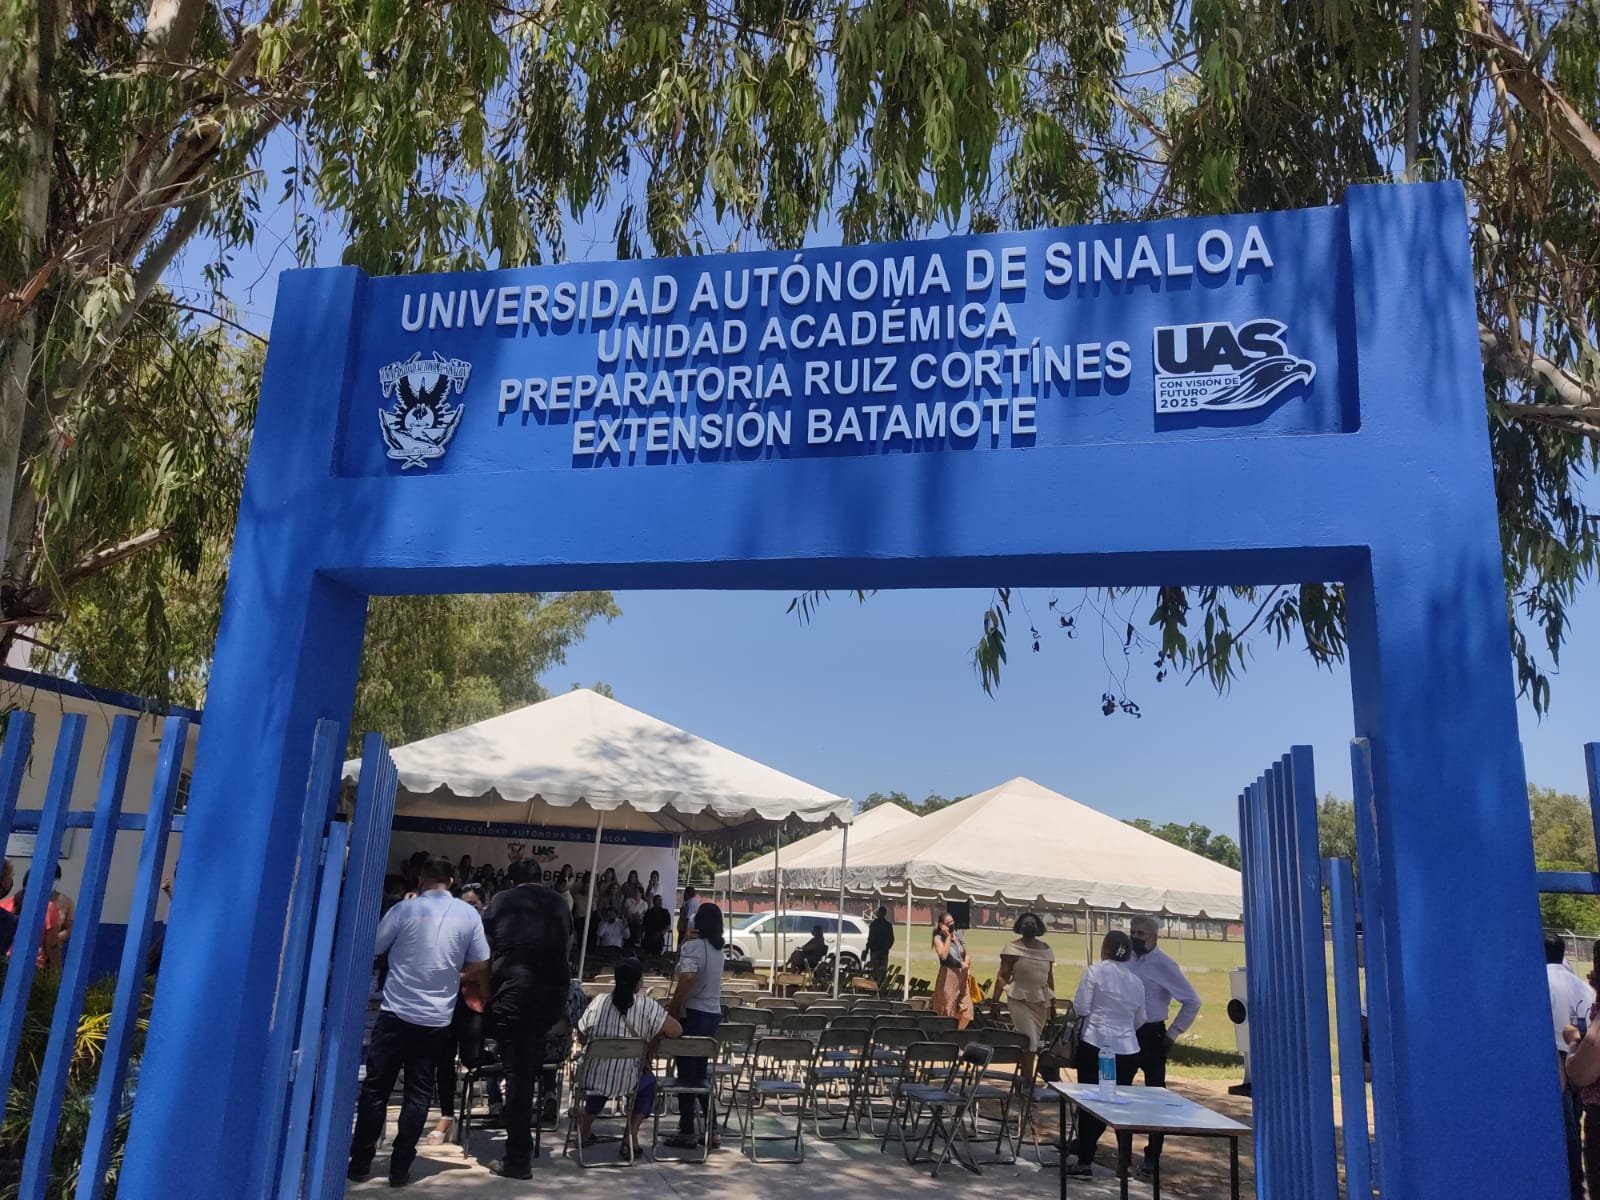 UNIVERSIDAD AUTÓNOMA DE SINALOA
UNIDAD ACADÉMICA
PREPARATORIA RUIZ CORTÍNES
EXTENSIÓN BATAMOTE
UAS
CON VISIÓN DE
FUTURO
2025
UNIVERSIDAD AUTÓNOMA DE SINALOA
UAS